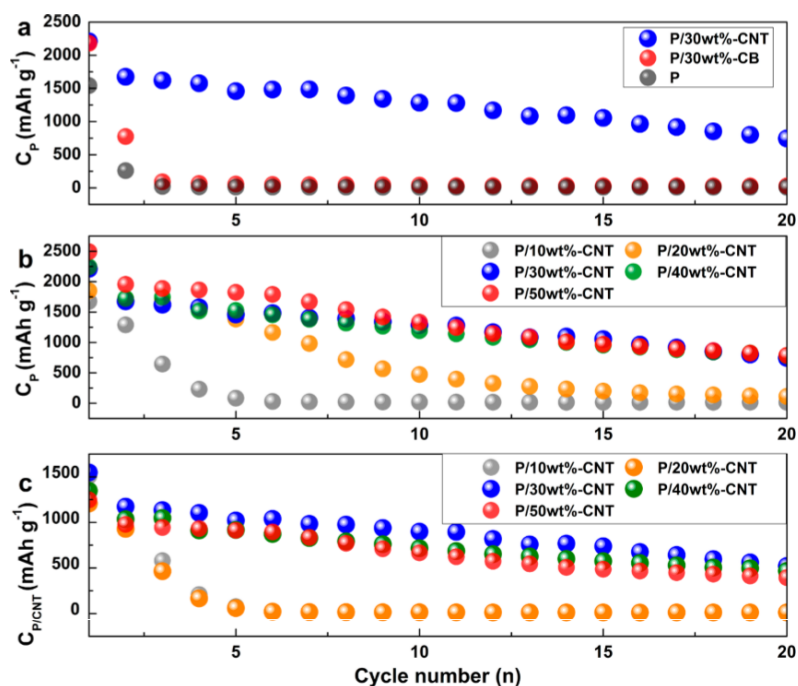 a
2500
2000
1500
1000
500
0
C_P (mAh g⁻¹)
P/30wt%-CNT
P/30wt%-CB
P
5
10
15
20
b
2500
2000
1500
1000
500
0
C_P (mAh g⁻¹)
P/10wt%-CNT
P/20wt%-CNT
P/30wt%-CNT
P/40wt%-CNT
P/50wt%-CNT
5
10
15
20
c
1500
1000
500
0
C_P/CNT (mAh g⁻¹)
P/10wt%-CNT
P/20wt%-CNT
P/30wt%-CNT
P/40wt%-CNT
P/50wt%-CNT
5
10
15
20
Cycle number (n)